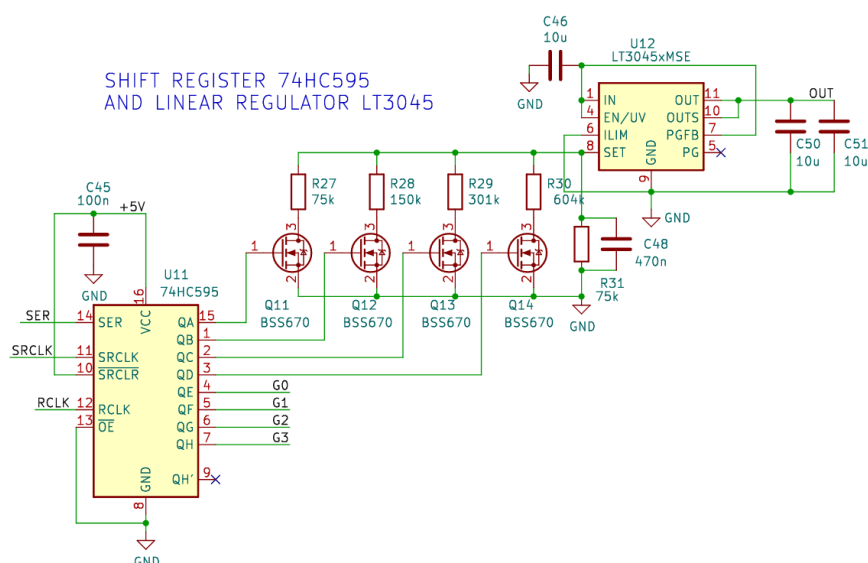 SHIFT REGISTER 74HC595
AND LINEAR REGULATOR LT3045
C46
10u
GND
U12
LT3045xMSE
1 IN
4 EN/UV
6 ILIM
8 SET
OUT 11
OUTS 10
PGFB 7
PG 5
GND
9
OUT
C50
10u
C51
10u
GND
R27
75k
R28
150k
R29
301k
R30
604k
C45
100n
+5V
GND
1
3
2
1
3
2
1
3
2
1
3
2
Q11
BSS670
Q12
BSS670
Q13
BSS670
Q14
BSS670
C48
470n
R31
75k
GND
U11
74HC595
16
VCC
SER
14 SER
SRCLK
11 SRCLK
10 SRCLR
RCLK
12 RCLK
13 OE
QA 15
QB 1
QC 2
QD 3
QE 4
QF 5
QG 6
QH 7
QH' 9
G0
G1
G2
G3
GND
8
GND